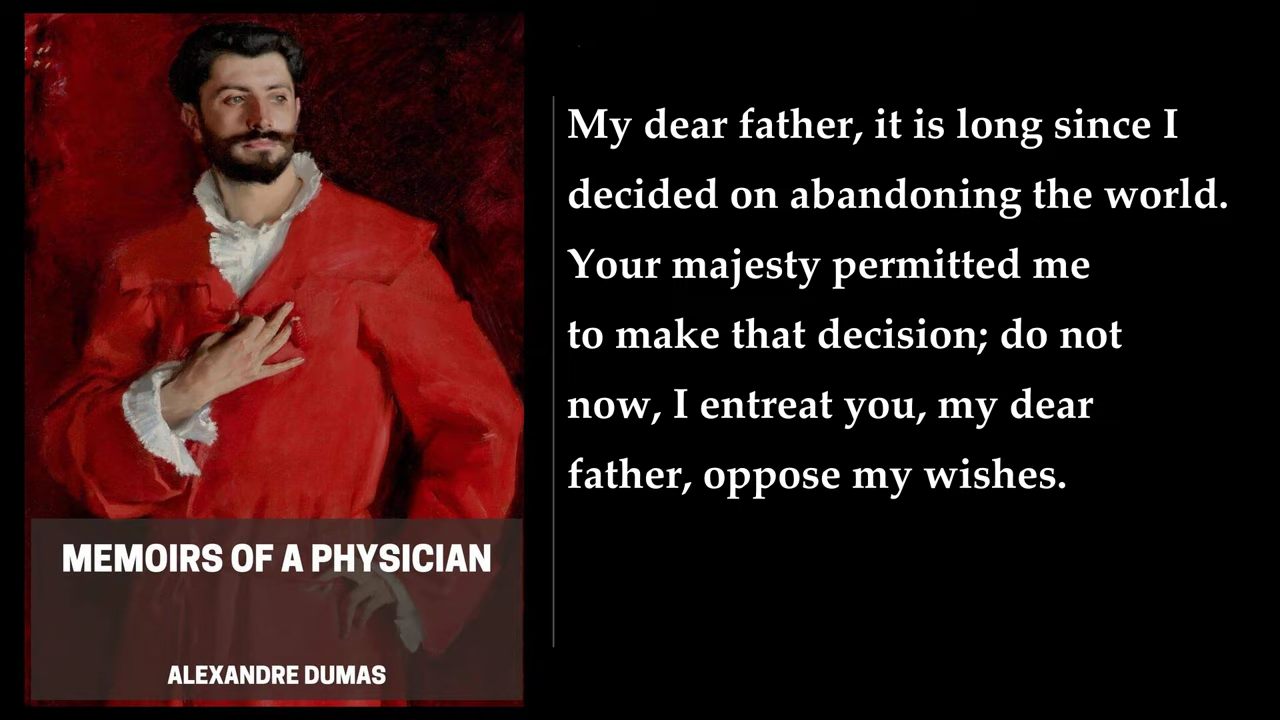 MEMOIRS OF A PHYSICIAN
ALEXANDRE DUMAS
My dear father, it is long since I
decided on abandoning the world.
Your majesty permitted me
to make that decision; do not
now, I entreat you, my dear
father, oppose my wishes.